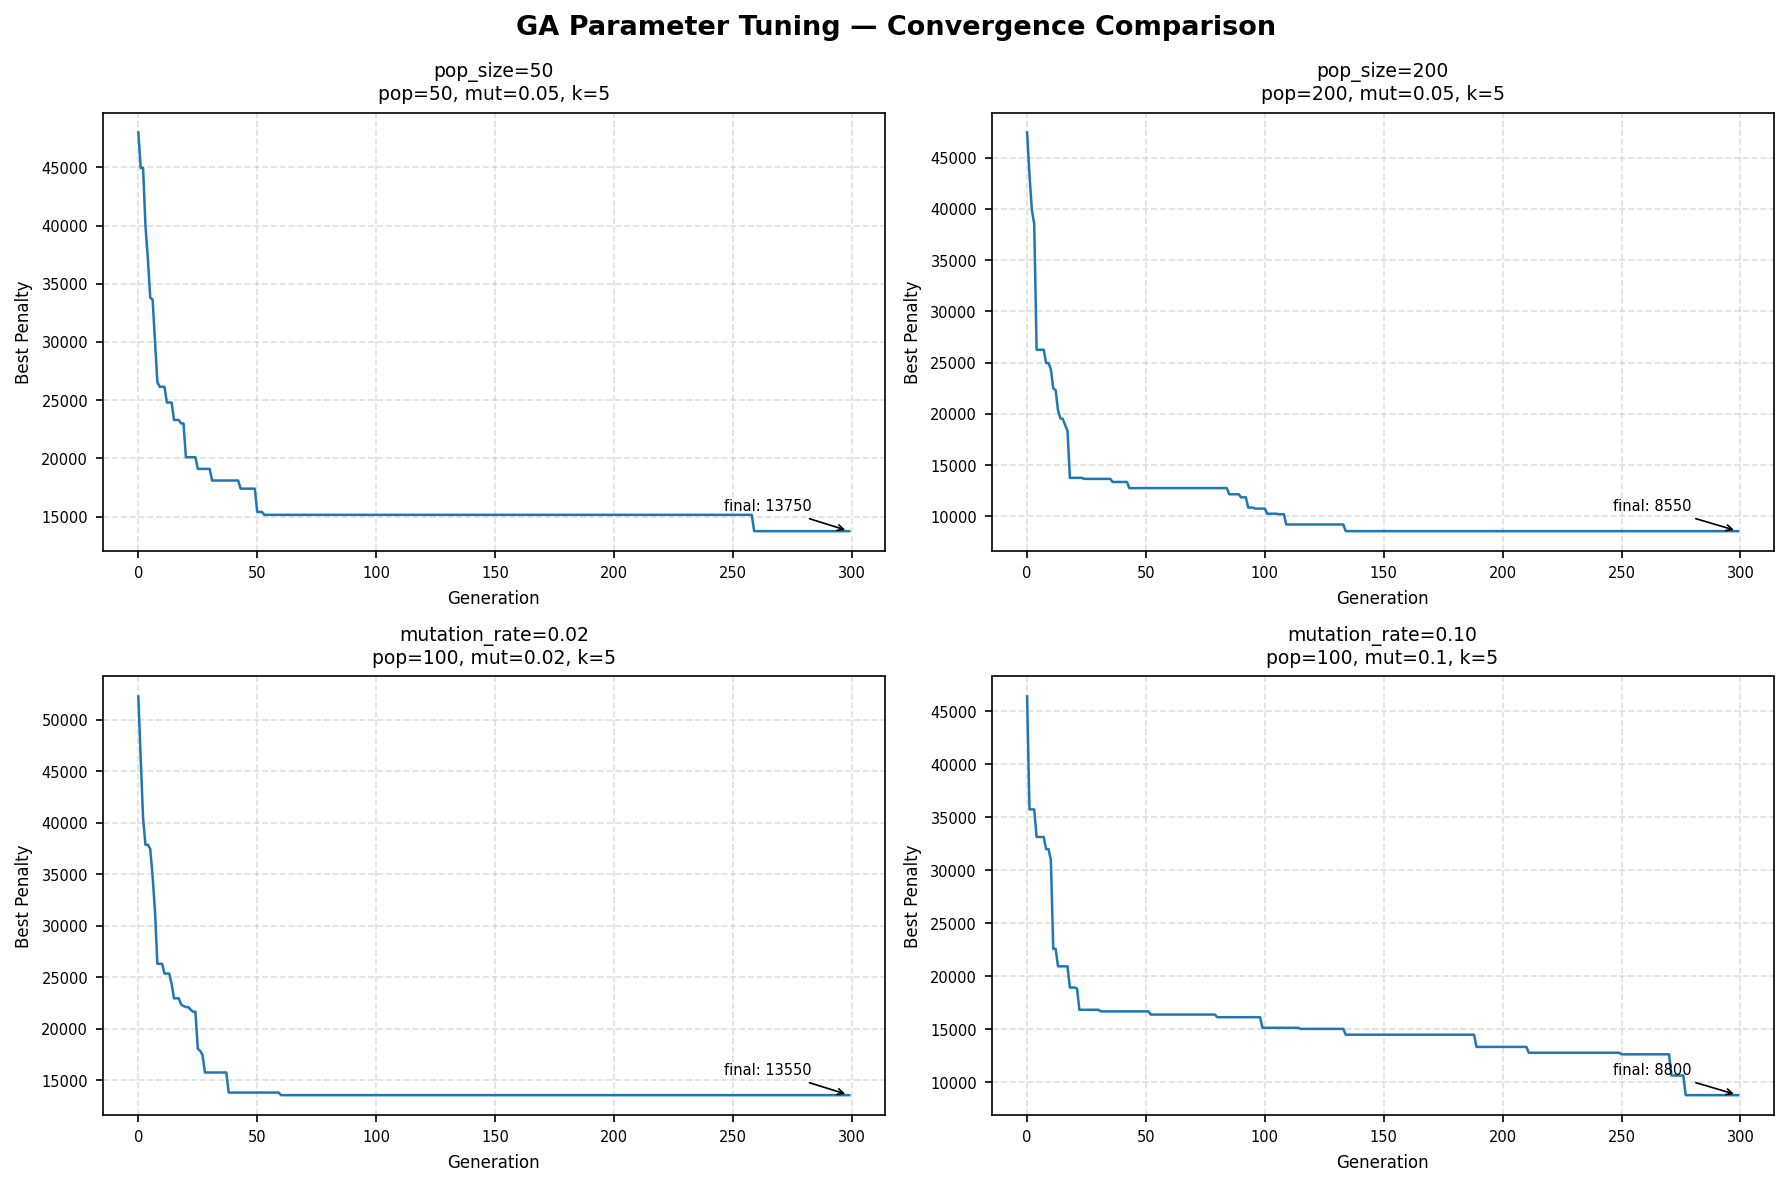 GA Parameter Tuning — Convergence Comparison
pop_size=50
pop=50, mut=0.05, k=5
Best Penalty
45000
40000
35000
30000
25000
20000
15000
final: 13750
0 50 100 150 200 250 300
Generation
pop_size=200
pop=200, mut=0.05, k=5
Best Penalty
45000
40000
35000
30000
25000
20000
15000
10000
final: 8550
0 50 100 150 200 250 300
Generation
mutation_rate=0.02
pop=100, mut=0.02, k=5
Best Penalty
50000
45000
40000
35000
30000
25000
20000
15000
final: 13550
0 50 100 150 200 250 300
Generation
mutation_rate=0.10
pop=100, mut=0.1, k=5
Best Penalty
45000
40000
35000
30000
25000
20000
15000
10000
final: 8800
0 50 100 150 200 250 300
Generation